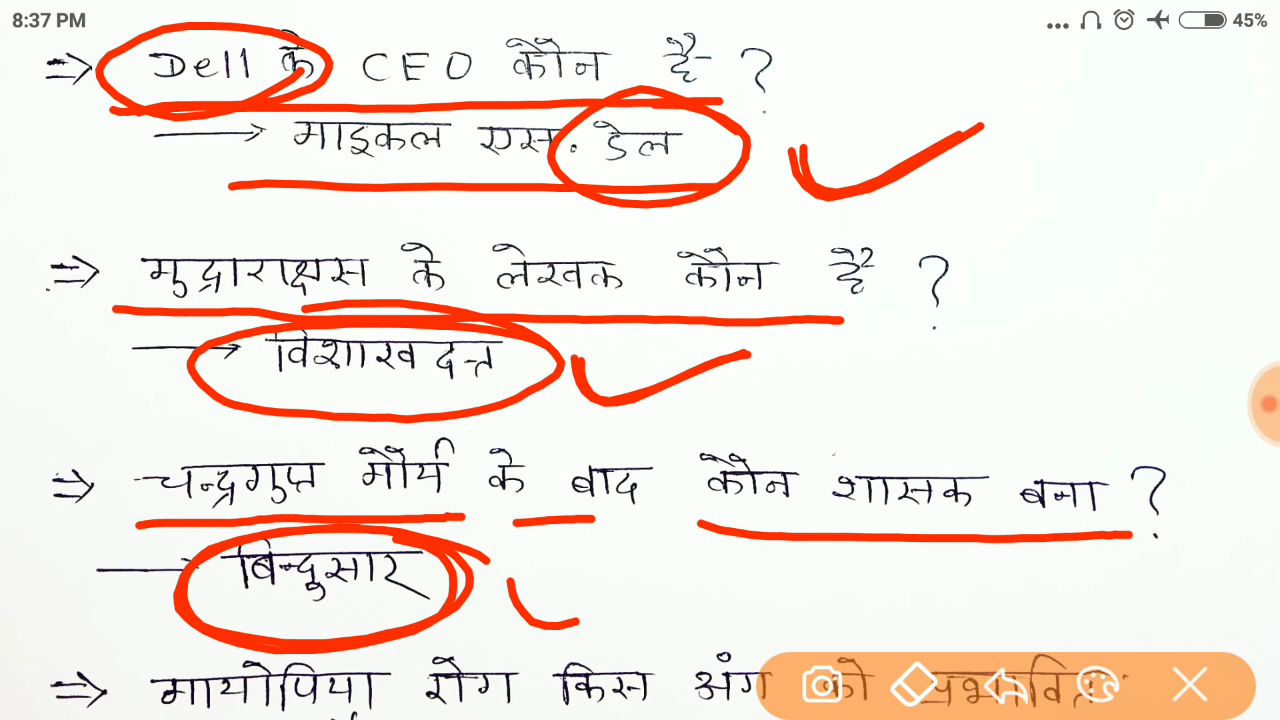 8:37 PM
... 45%
⇒ Dell के CEO कौन है ?
→ माइकल एस. डेल
⇒ मुद्राराक्षस के लेखक कौन है ?
→ विशाखदत्त
⇒ चन्द्रगुप्त मौर्य के बाद कौन शासक बना ?
→ बिन्दुसार
⇒ मायोपिया रोग किस अंग को